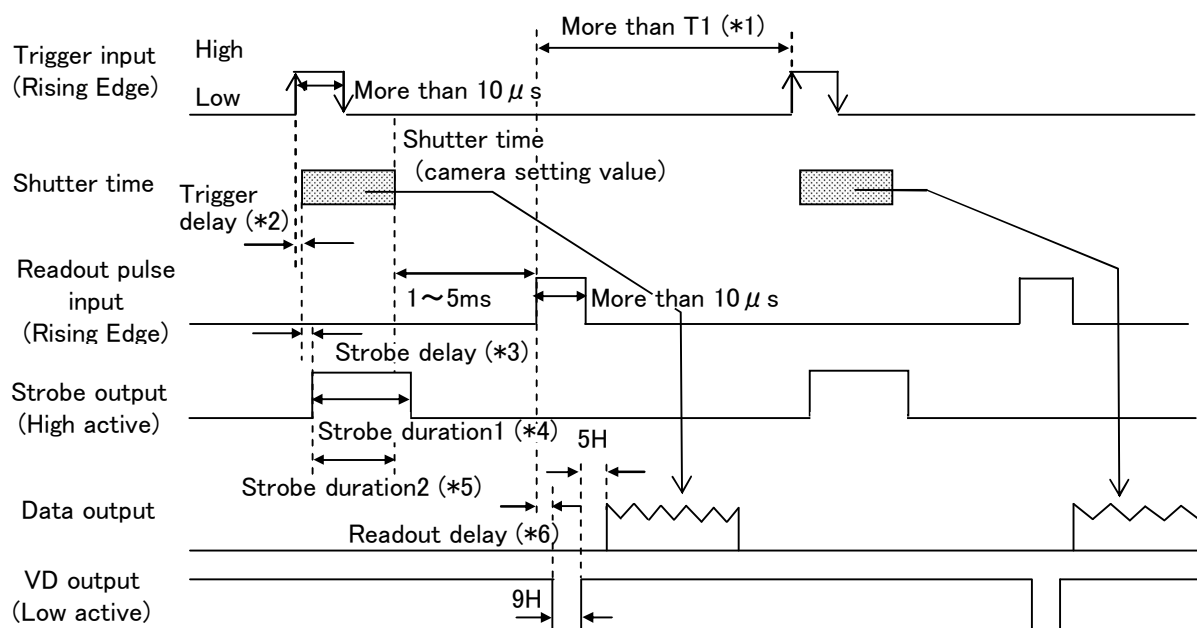 More than T1 (*1)
Trigger input
(Rising Edge)
High
Low
More than 10μs
Shutter time
Shutter time
(camera setting value)
Trigger
delay (*2)
Readout pulse
input
(Rising Edge)
1~5ms
More than 10μs
Strobe delay (*3)
Strobe output
(High active)
Strobe duration1 (*4)
5H
Strobe duration2 (*5)
Data output
Readout delay (*6)
VD output
(Low active)
9H